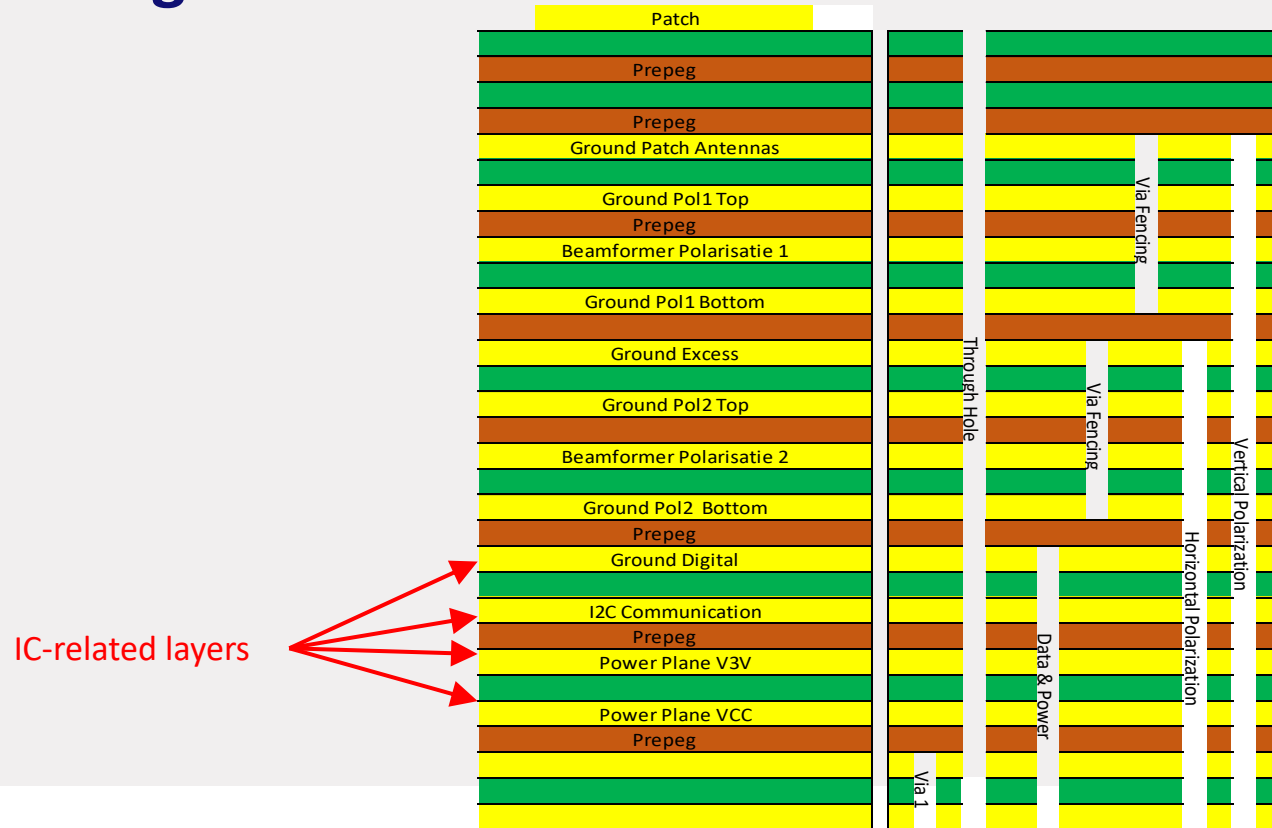 Patch
Prepeg
Prepeg
Ground Patch Antennas
Ground Pol1 Top
Prepeg
Beamformer Polarisatie 1
Ground Pol1 Bottom
Ground Excess
Ground Pol2 Top
Beamformer Polarisatie 2
Ground Pol2 Bottom
Prepeg
Ground Digital
I2C Communication
Prepeg
Power Plane V3V
Power Plane VCC
Prepeg
IC-related layers
Via 1
Through Hole
Data & Power
Via Fencing
Via Fencing
Horizontal Polarization
Vertical Polarization